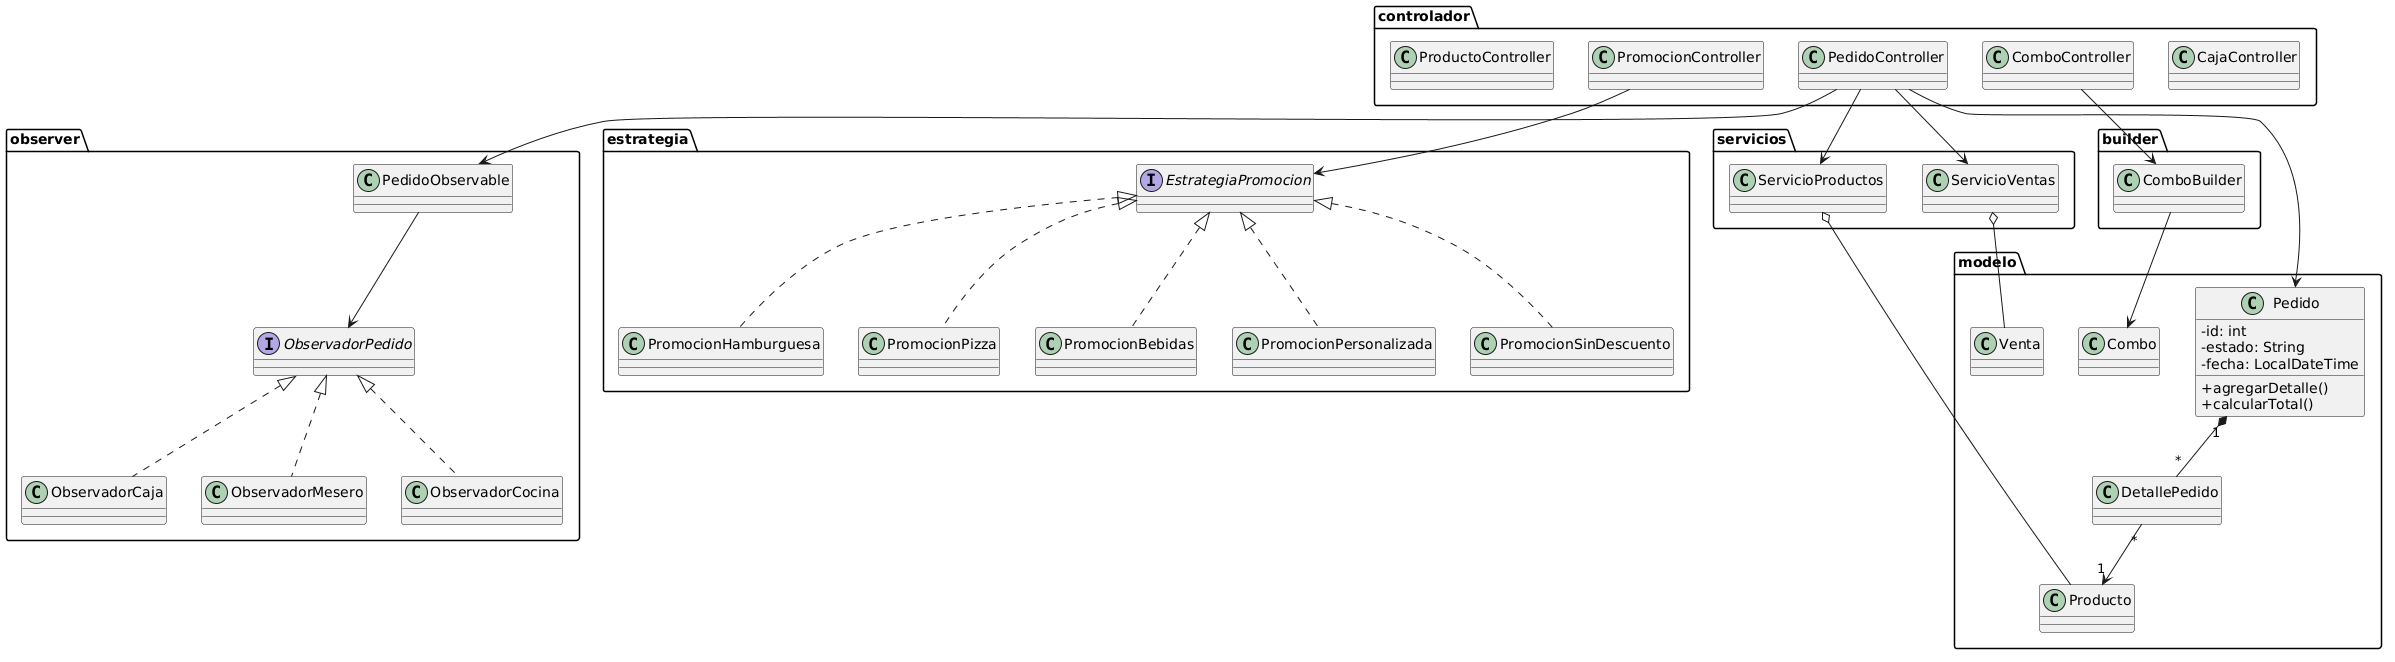 controlador
C ProductoController
C PromocionController
C PedidoController
C ComboController
C CajaController
observer
C PedidoObservable
I ObservadorPedido
C ObservadorCaja
C ObservadorMesero
C ObservadorCocina
estrategia
I EstrategiaPromocion
C PromocionHamburguesa
C PromocionPizza
C PromocionBebidas
C PromocionPersonalizada
C PromocionSinDescuento
servicios
C ServicioProductos
C ServicioVentas
builder
C ComboBuilder
modelo
C Venta
C Combo
C Pedido
-id: int
-estado: String
-fecha: LocalDateTime
+agregarDetalle()
+calcularTotal()
1
*
C DetallePedido
*
1
C Producto